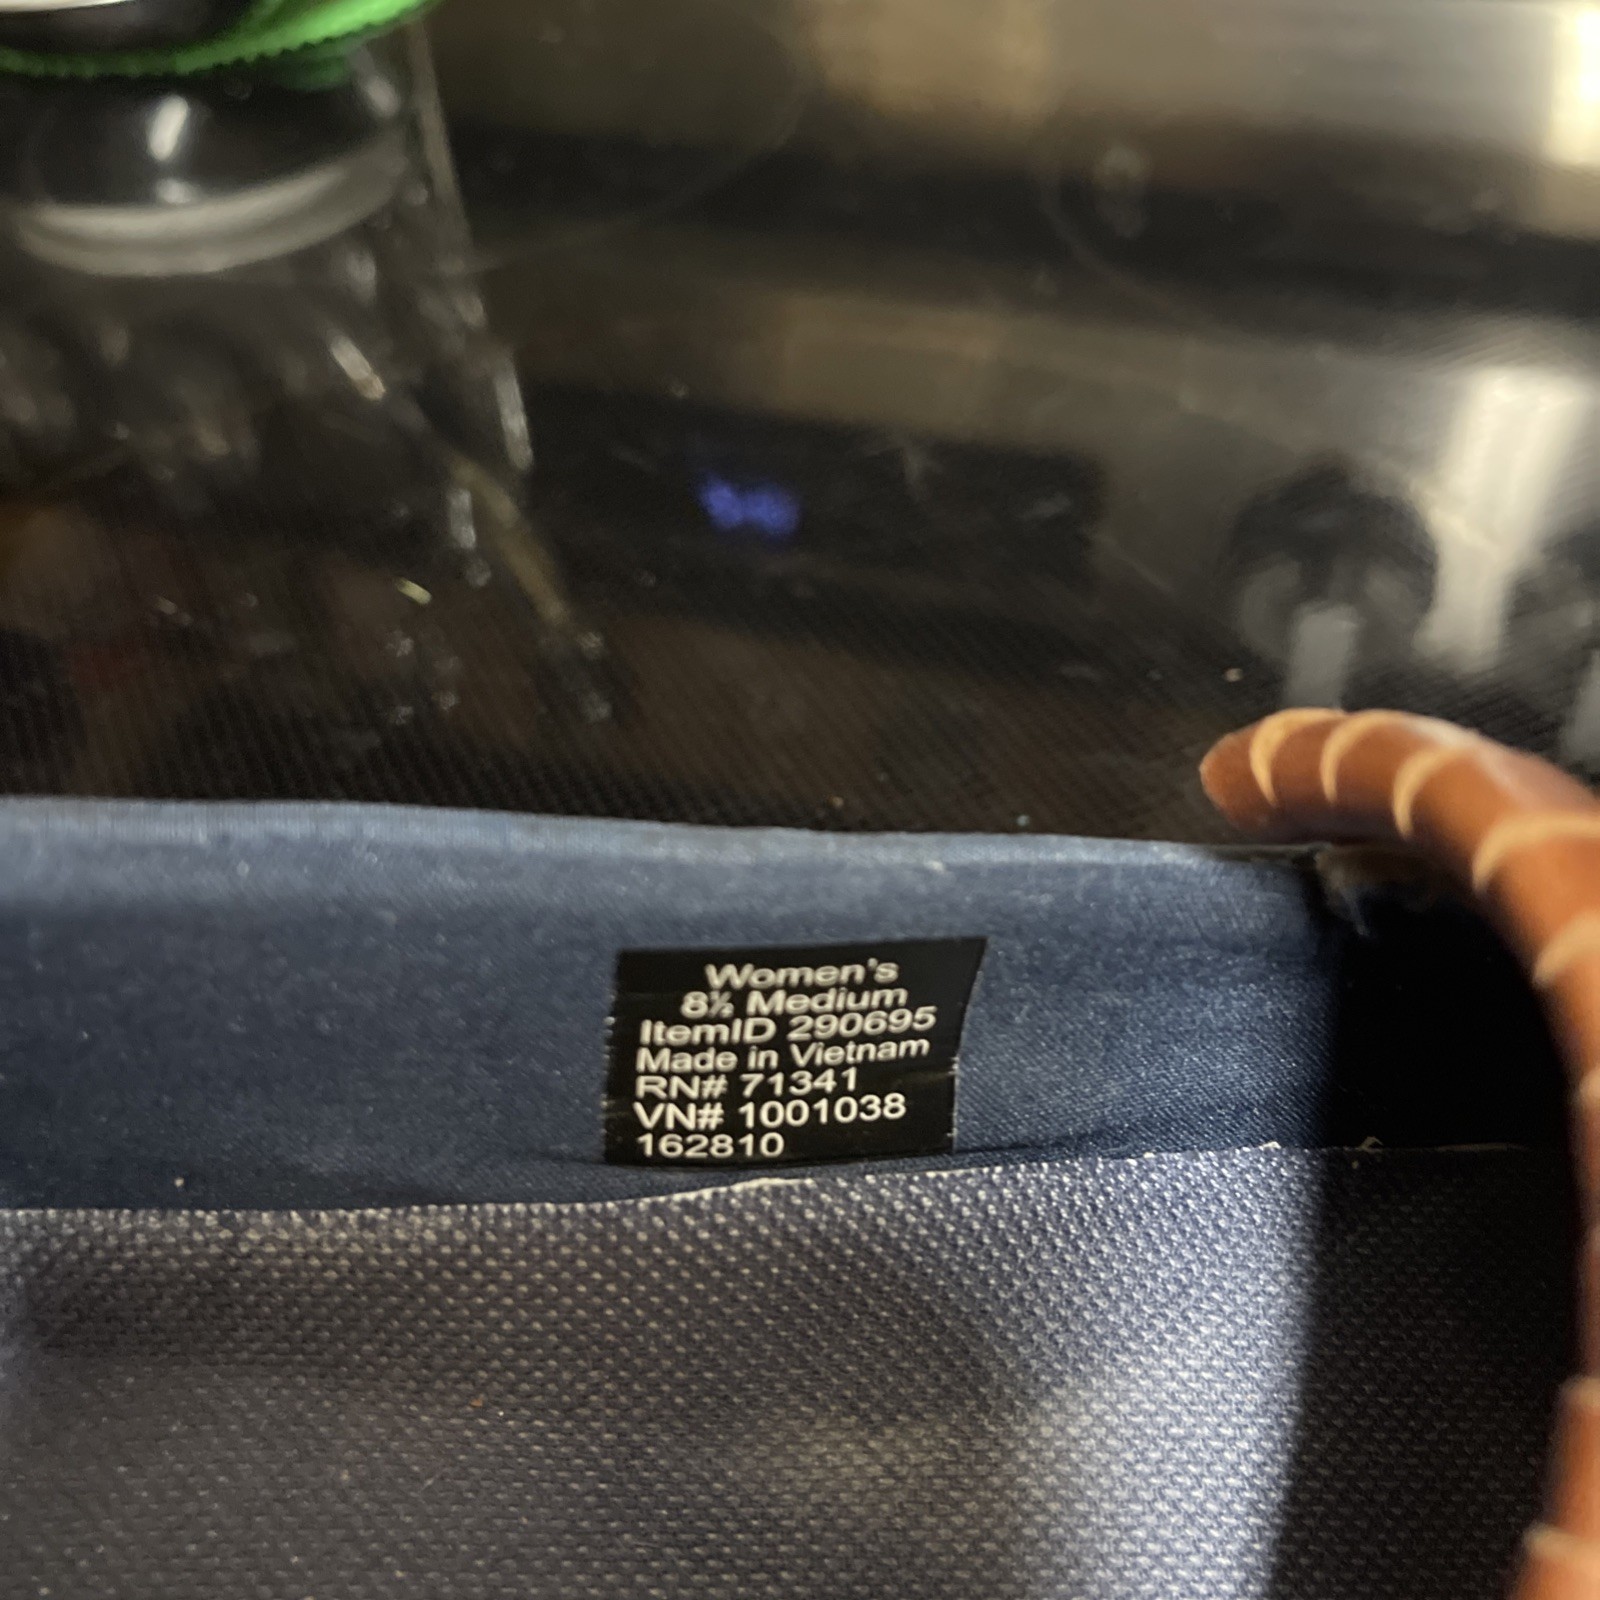 Women's
8½ Medium
ItemID 290695
Made in Vietnam
RN# 71341
VN# 1001038
162810